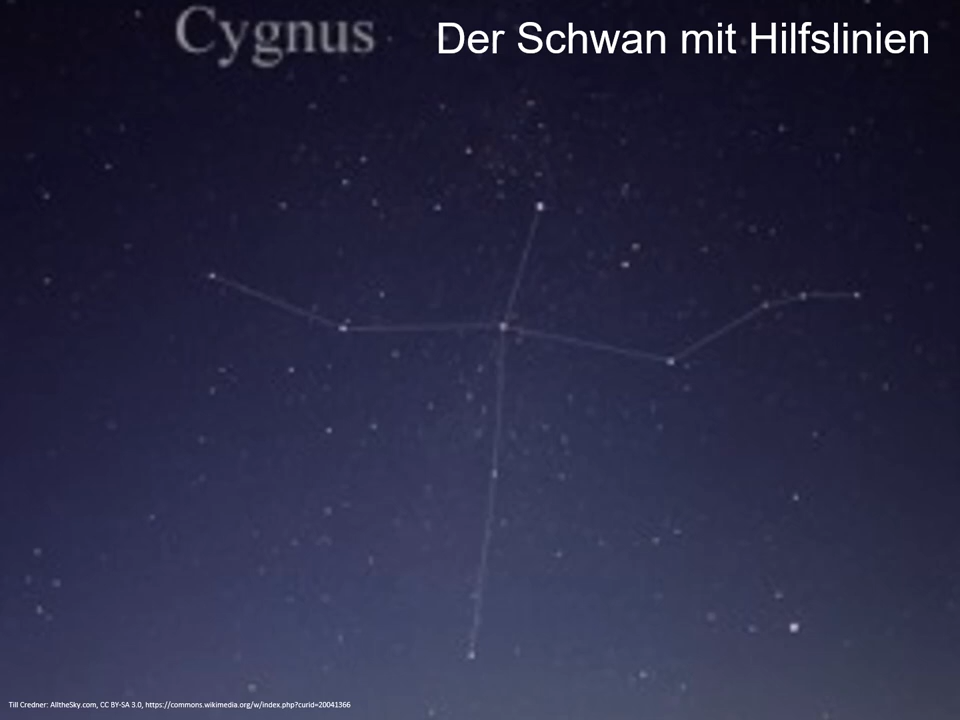 Cygnus
Der Schwan mit Hilfslinien
Till Credner: AlltheSky.com, CC BY-SA 3.0, https://commons.wikimedia.org/w/index.php?curid=20041366